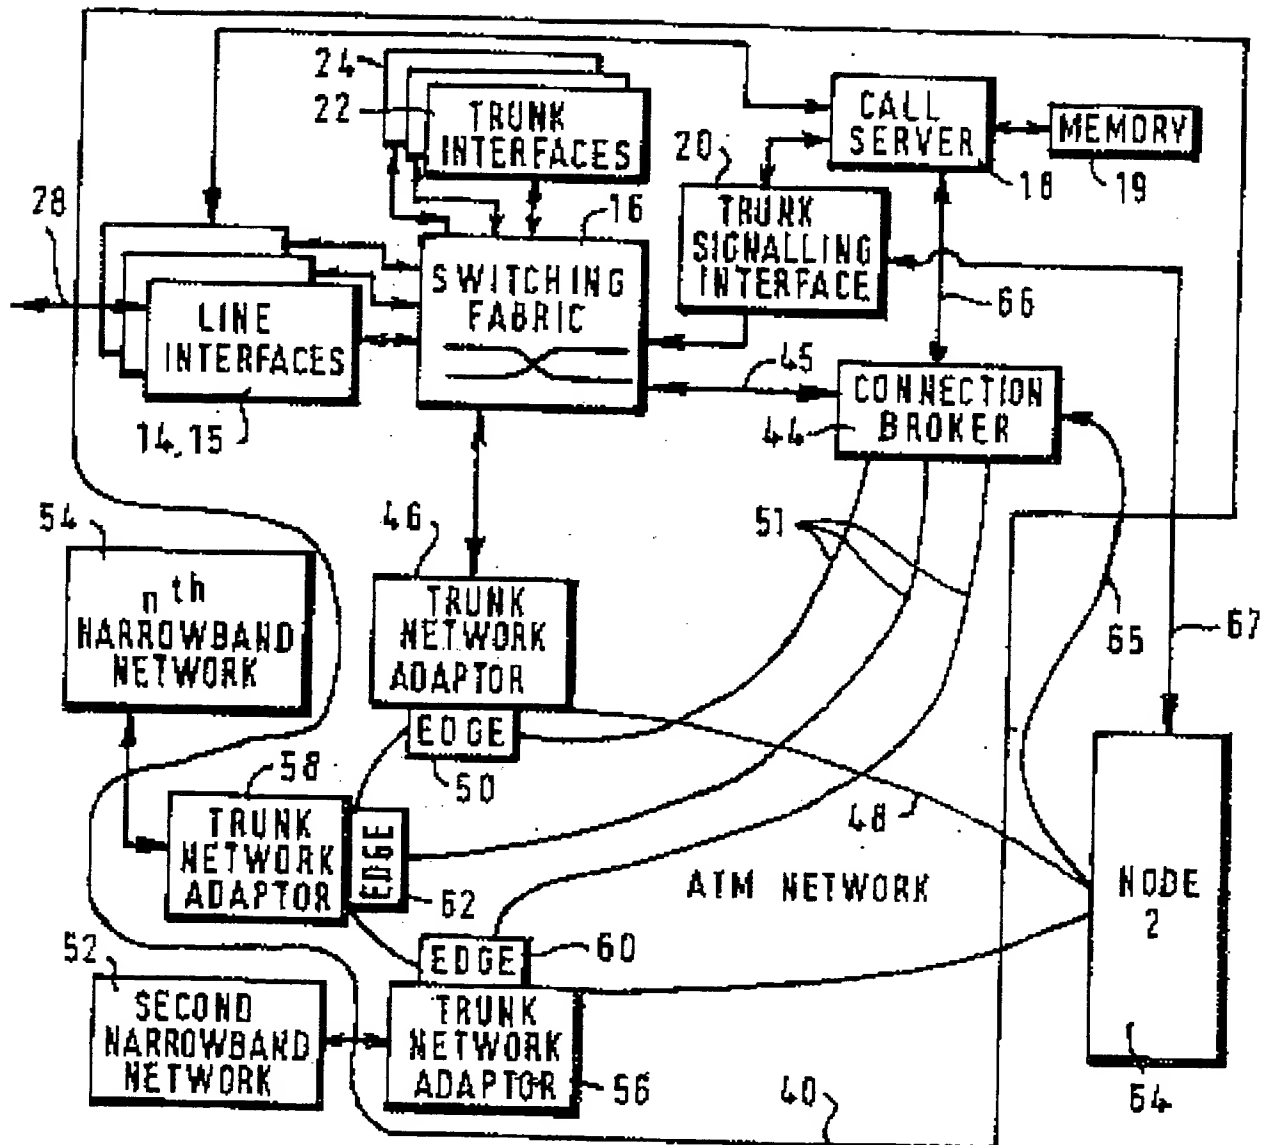 24
22
TRUNK
INTERFACES
CALL
SERVER
MEMORY
20
18
19
28
16
TRUNK
SIGNALLING
INTERFACE
SWITCHING
FABRIC
66
LINE
INTERFACES
45
CONNECTION
BROKER
44
14,15
54
46
51
nth
NARROWBAND
NETWORK
TRUNK
NETWORK
ADAPTOR
65
67
EDGE
50
58
48
TRUNK
NETWORK
ADAPTOR
EDGE
62
ATM NETWORK
NODE
2
52
EDGE
60
SECOND
NARROWBAND
NETWORK
TRUNK
NETWORK
ADAPTOR
56
40
64